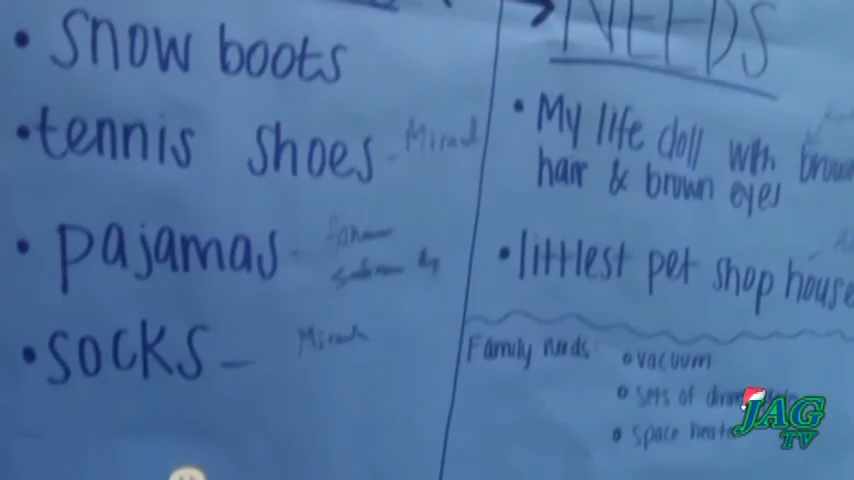 NEEDS
• snow boots
• tennis shoes -
• pajamas -
• socks -
• My life doll with brown
hair & brown eyes
• littlest pet shop house
Family needs:
o vacuum
o sets of
o space heater
JAG
TV